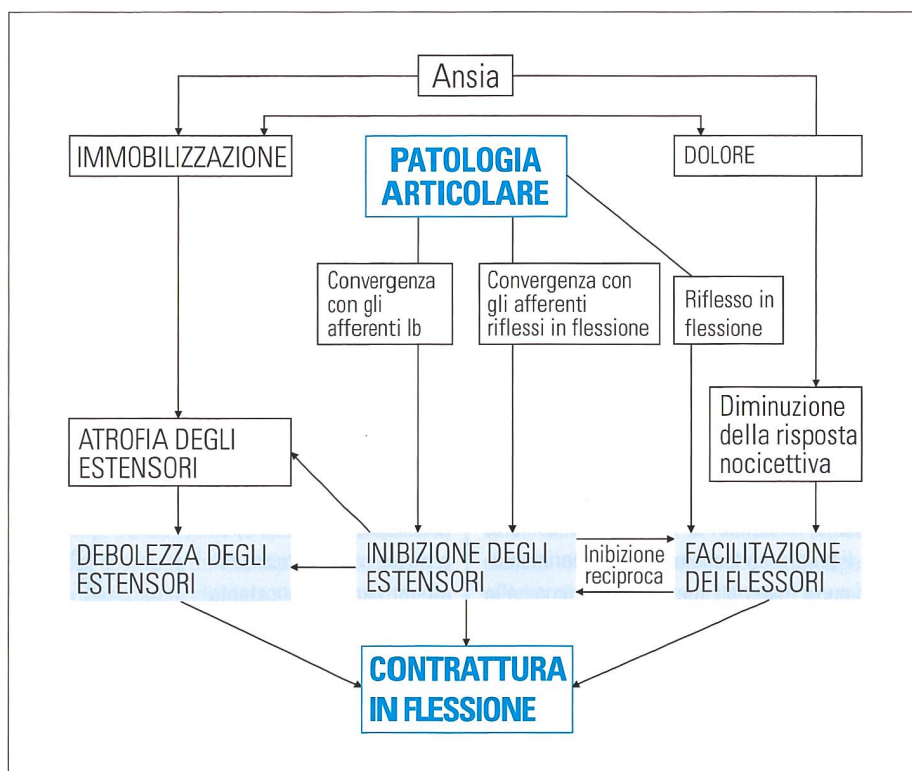 Ansia
IMMOBILIZZAZIONE
PATOLOGIA
ARTICOLARE
DOLORE
Convergenza
con gli
afferenti Ib
Convergenza con
gli afferenti
riflessi in flessione
Riflesso in
flessione
Diminuzione
della risposta
nocicettiva
ATROFIA DEGLI
ESTENSORI
DEBOLEZZA DEGLI
ESTENSORI
INIBIZIONE DEGLI
ESTENSORI
Inibizione
reciproca
FACILITAZIONE
DEI FLESSORI
CONTRATTURA
IN FLESSIONE